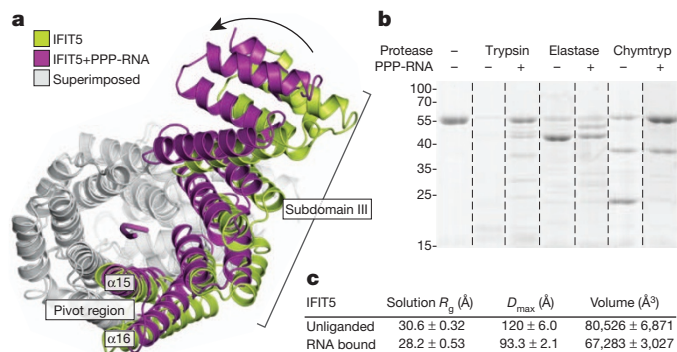 a
IFIT5
IFIT5+PPP-RNA
Superimposed
Subdomain III
α15
Pivot region
α16
b
Protease – Trypsin Elastase Chymtryp
PPP-RNA – – + – + – +
100-
70-
55-
40-
35-
25-
15-
c
IFIT5 Solution Rg (Å) Dmax (Å) Volume (Å³)
Unliganded 30.6 ± 0.32 120 ± 6.0 80,526 ± 6,871
RNA bound 28.2 ± 0.53 93.3 ± 2.1 67,283 ± 3,027